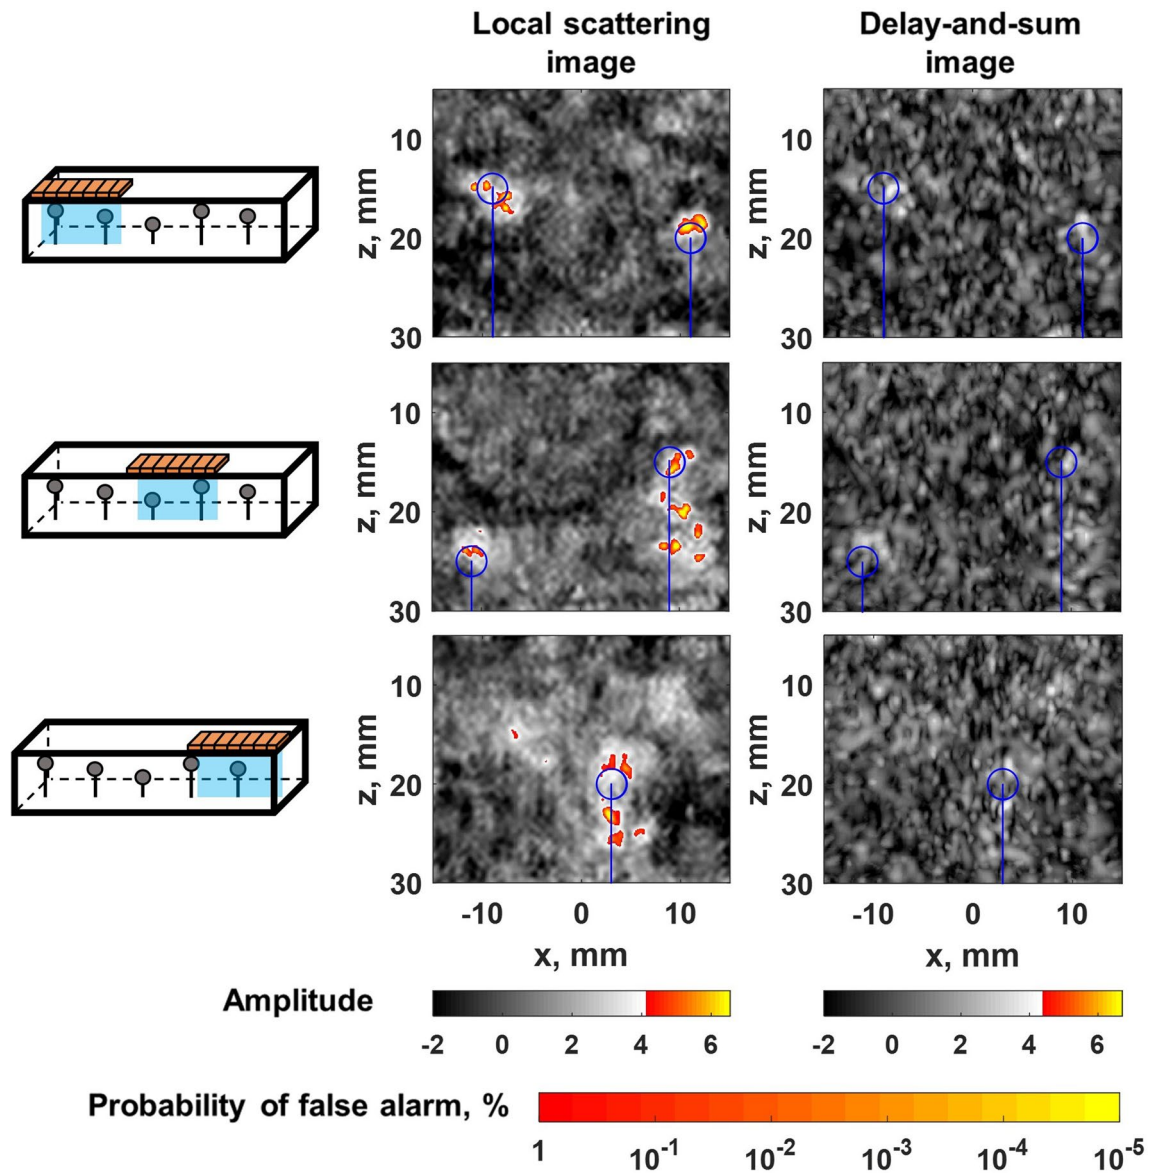 Local scattering
image
Delay-and-sum
image
10
20
30
z, mm
10
20
30
z, mm
10
20
30
z, mm
10
20
30
z, mm
10
20
30
z, mm
-10 0 10
x, mm
10
20
30
z, mm
-10 0 10
x, mm
Amplitude
-2 0 2 4 6
-2 0 2 4 6
Probability of false alarm, %
1 10⁻¹ 10⁻² 10⁻³ 10⁻⁴ 10⁻⁵